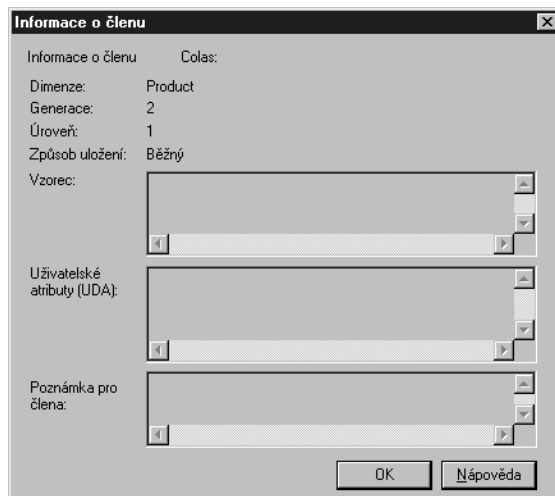 Informace o členu
Informace o členu Colas:
Dimenze: Product
Generace: 2
Úroveň: 1
Způsob uložení: Běžný
Vzorec:
Uživatelské
atributy (UDA):
Poznámka pro
člena:
OK Nápověda